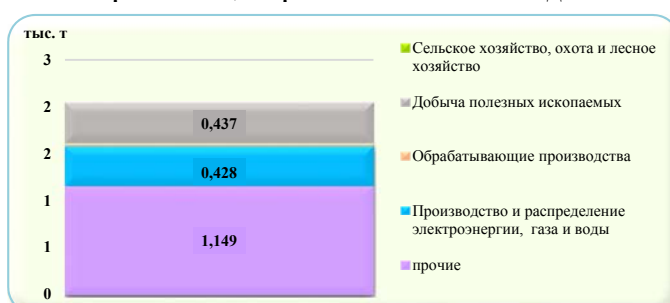 тыс. т
3
2
2
1
1
0
0,437
0,428
1,149
Сельское хозяйство, охота и лесное
хозяйство
Добыча полезных ископаемых
Обрабатывающие производства
Производство и распределение
электроэнергии, газа и воды
прочие